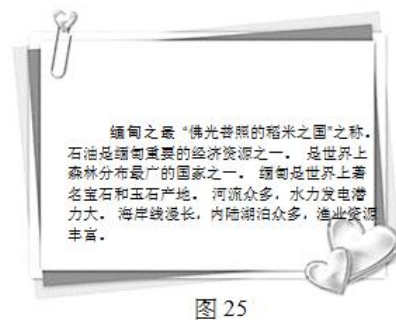 缅甸之最“佛光普照的稻米之国”之称。
石油是缅甸重要的经济资源之一。 是世界上
森林分布最广的国家之一。 缅甸是世界上著
名宝石和玉石产地。 河流众多，水力发电潜
力大。 海岸线漫长，内陆湖泊众多，渔业资源
丰富。
图 25